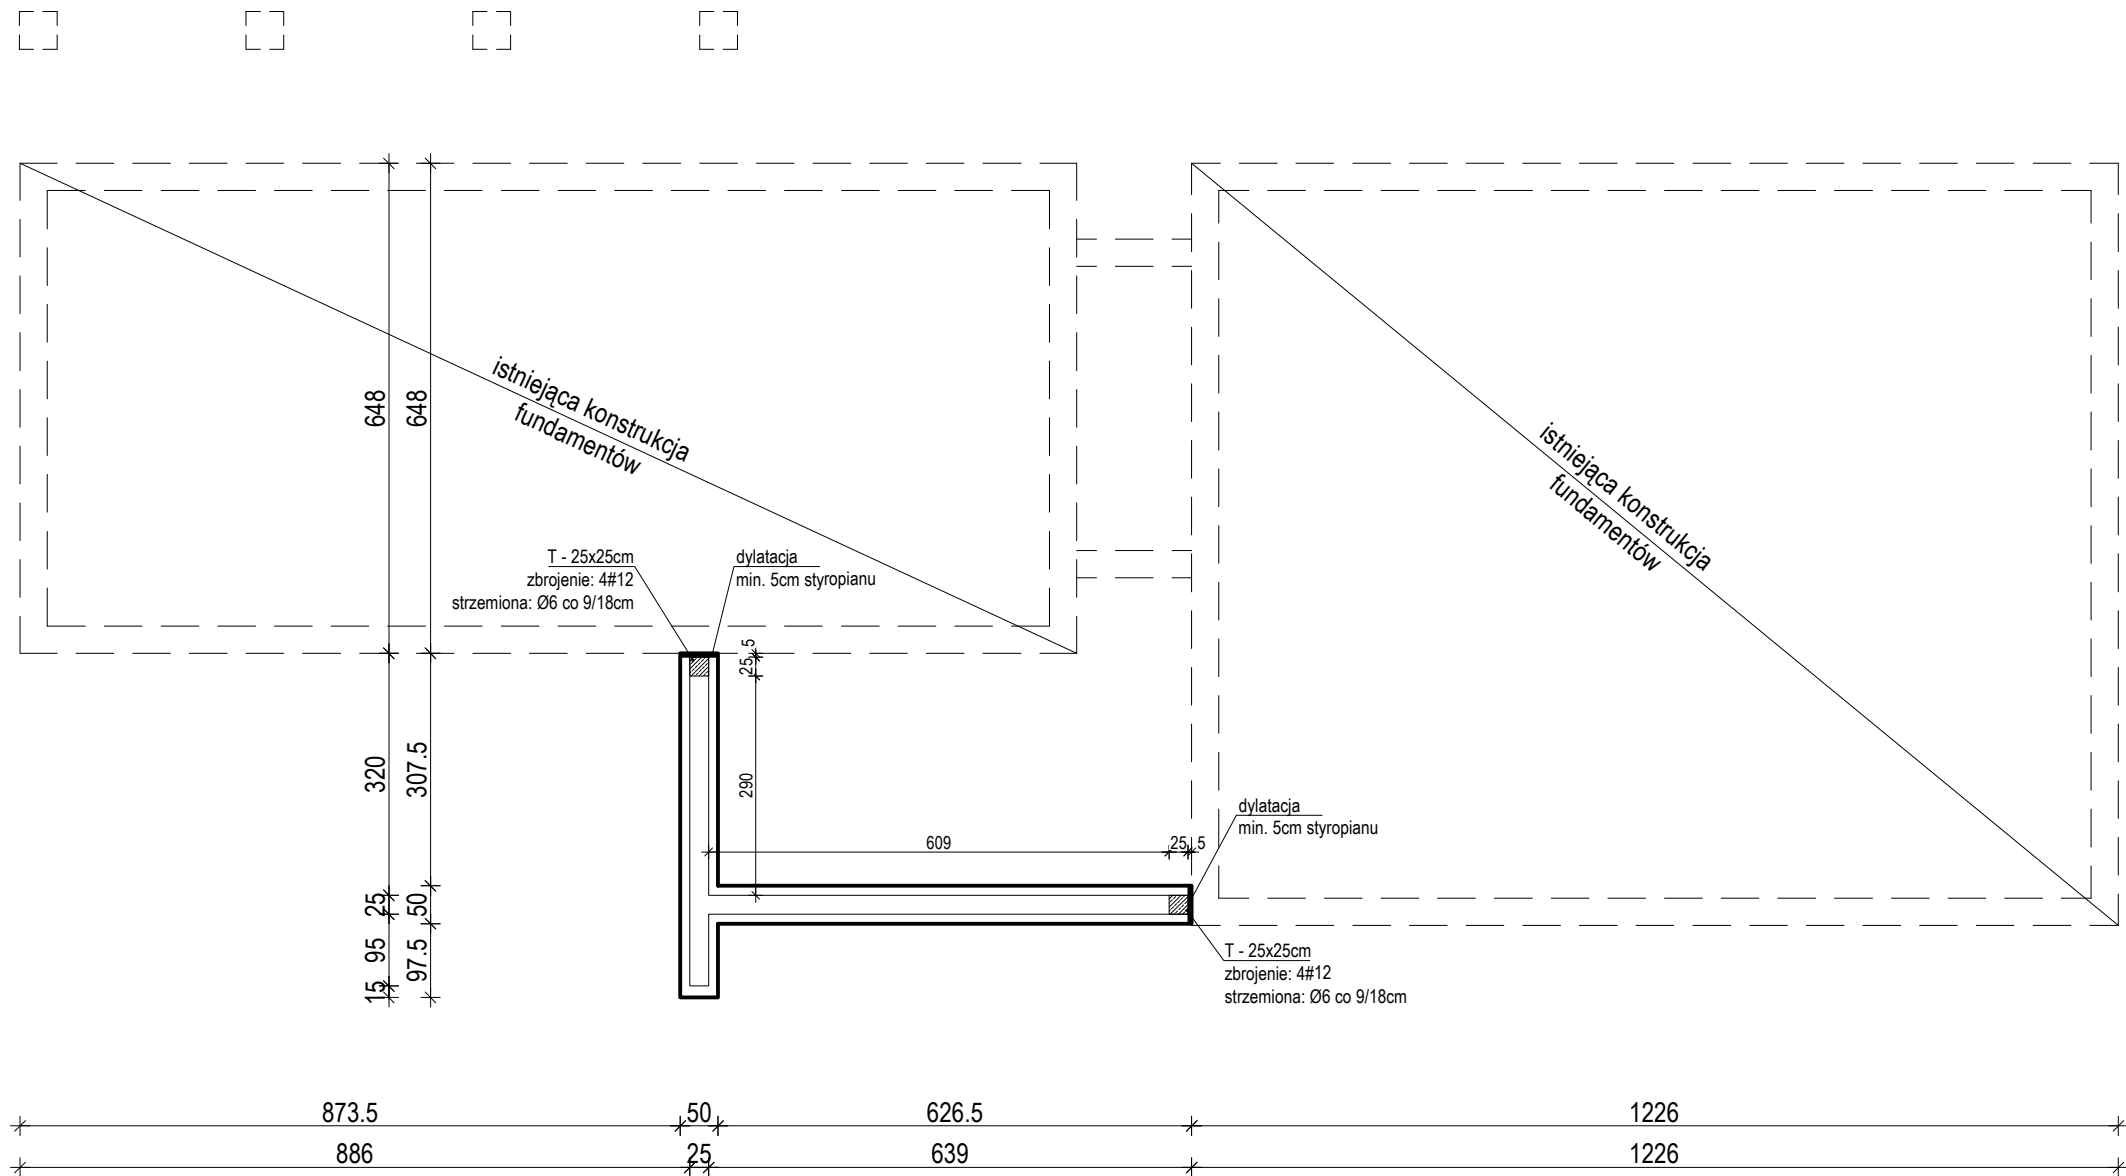 istniejąca konstrukcja
fundamentów
istniejąca konstrukcja
fundamentów
648
648
T - 25x25cm
zbrojenie: 4#12
strzemiona: Ø6 co 9/18cm
dylatacja
min. 5cm styropianu
5
25
290
320
307.5
609
25
5
dylatacja
min. 5cm styropianu
25
50
95
97.5
15
T - 25x25cm
zbrojenie: 4#12
strzemiona: Ø6 co 9/18cm
873.5
50
626.5
1226
886
25
639
1226